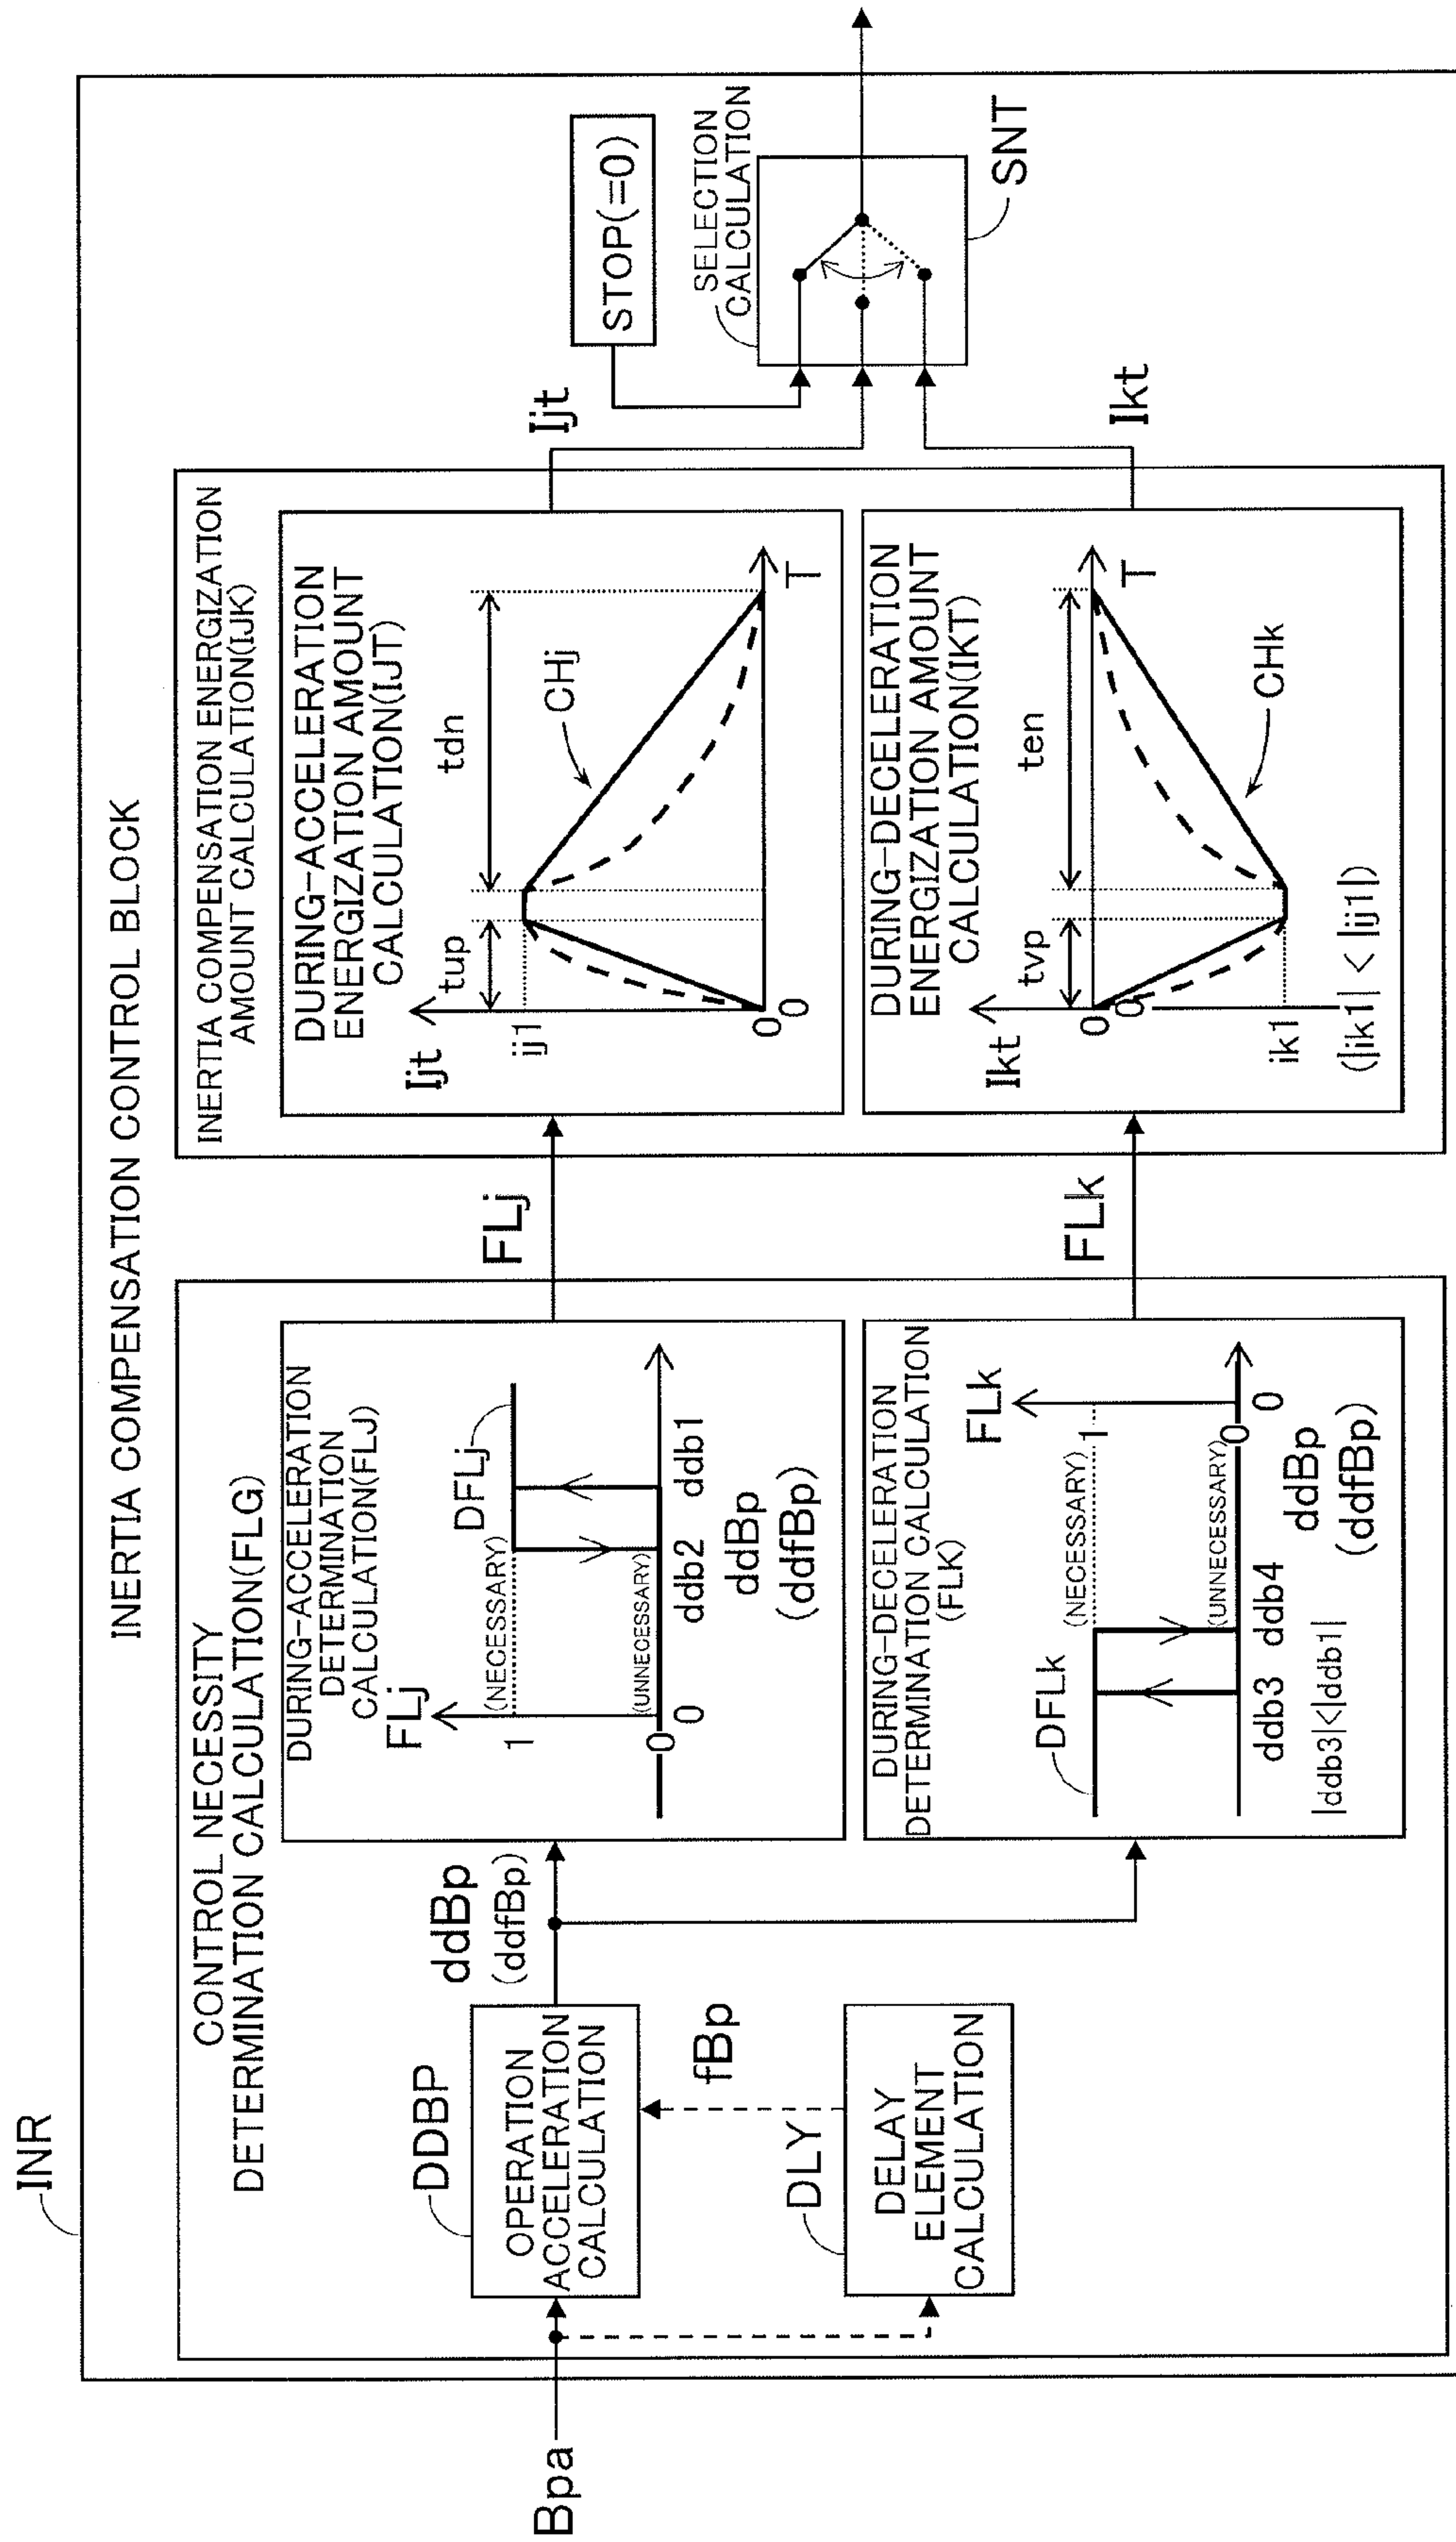 INR
INERTIA COMPENSATION CONTROL BLOCK
CONTROL NECESSITY
DETERMINATION CALCULATION(FLG)
Bpa
DDBP
OPERATION
ACCELERATION
CALCULATION
fBp
DLY
DELAY
ELEMENT
CALCULATION
ddBp
(ddfBp)
DURING-ACCELERATION
DETERMINATION
CALCULATION(FLJ)
FLj
DFLj
1
(NECESSARY)
0
(UNNECESSARY)
0
ddb2
ddb1
ddBp
(ddfBp)
DURING-DECELERATION
DETERMINATION CALCULATION
(FLK)
FLk
DFLk
(NECESSARY)
1
(UNNECESSARY)
0
ddb3
ddb4
0
|ddb3|<|ddb1|
ddBp
(ddfBp)
FLj
FLk
INERTIA COMPENSATION ENERGIZATION
AMOUNT CALCULATION(IJK)
DURING-ACCELERATION
ENERGIZATION AMOUNT
CALCULATION(IJT)
Ijt
tup
tdn
ij1
CHj
0
0
T
DURING-DECELERATION
ENERGIZATION AMOUNT
CALCULATION(IKT)
Ikt
tvp
ten
0
0
T
ik1
CHk
(|ik1| < |ij1|)
Ijt
Ikt
STOP(=0)
SELECTION
CALCULATION
SNT